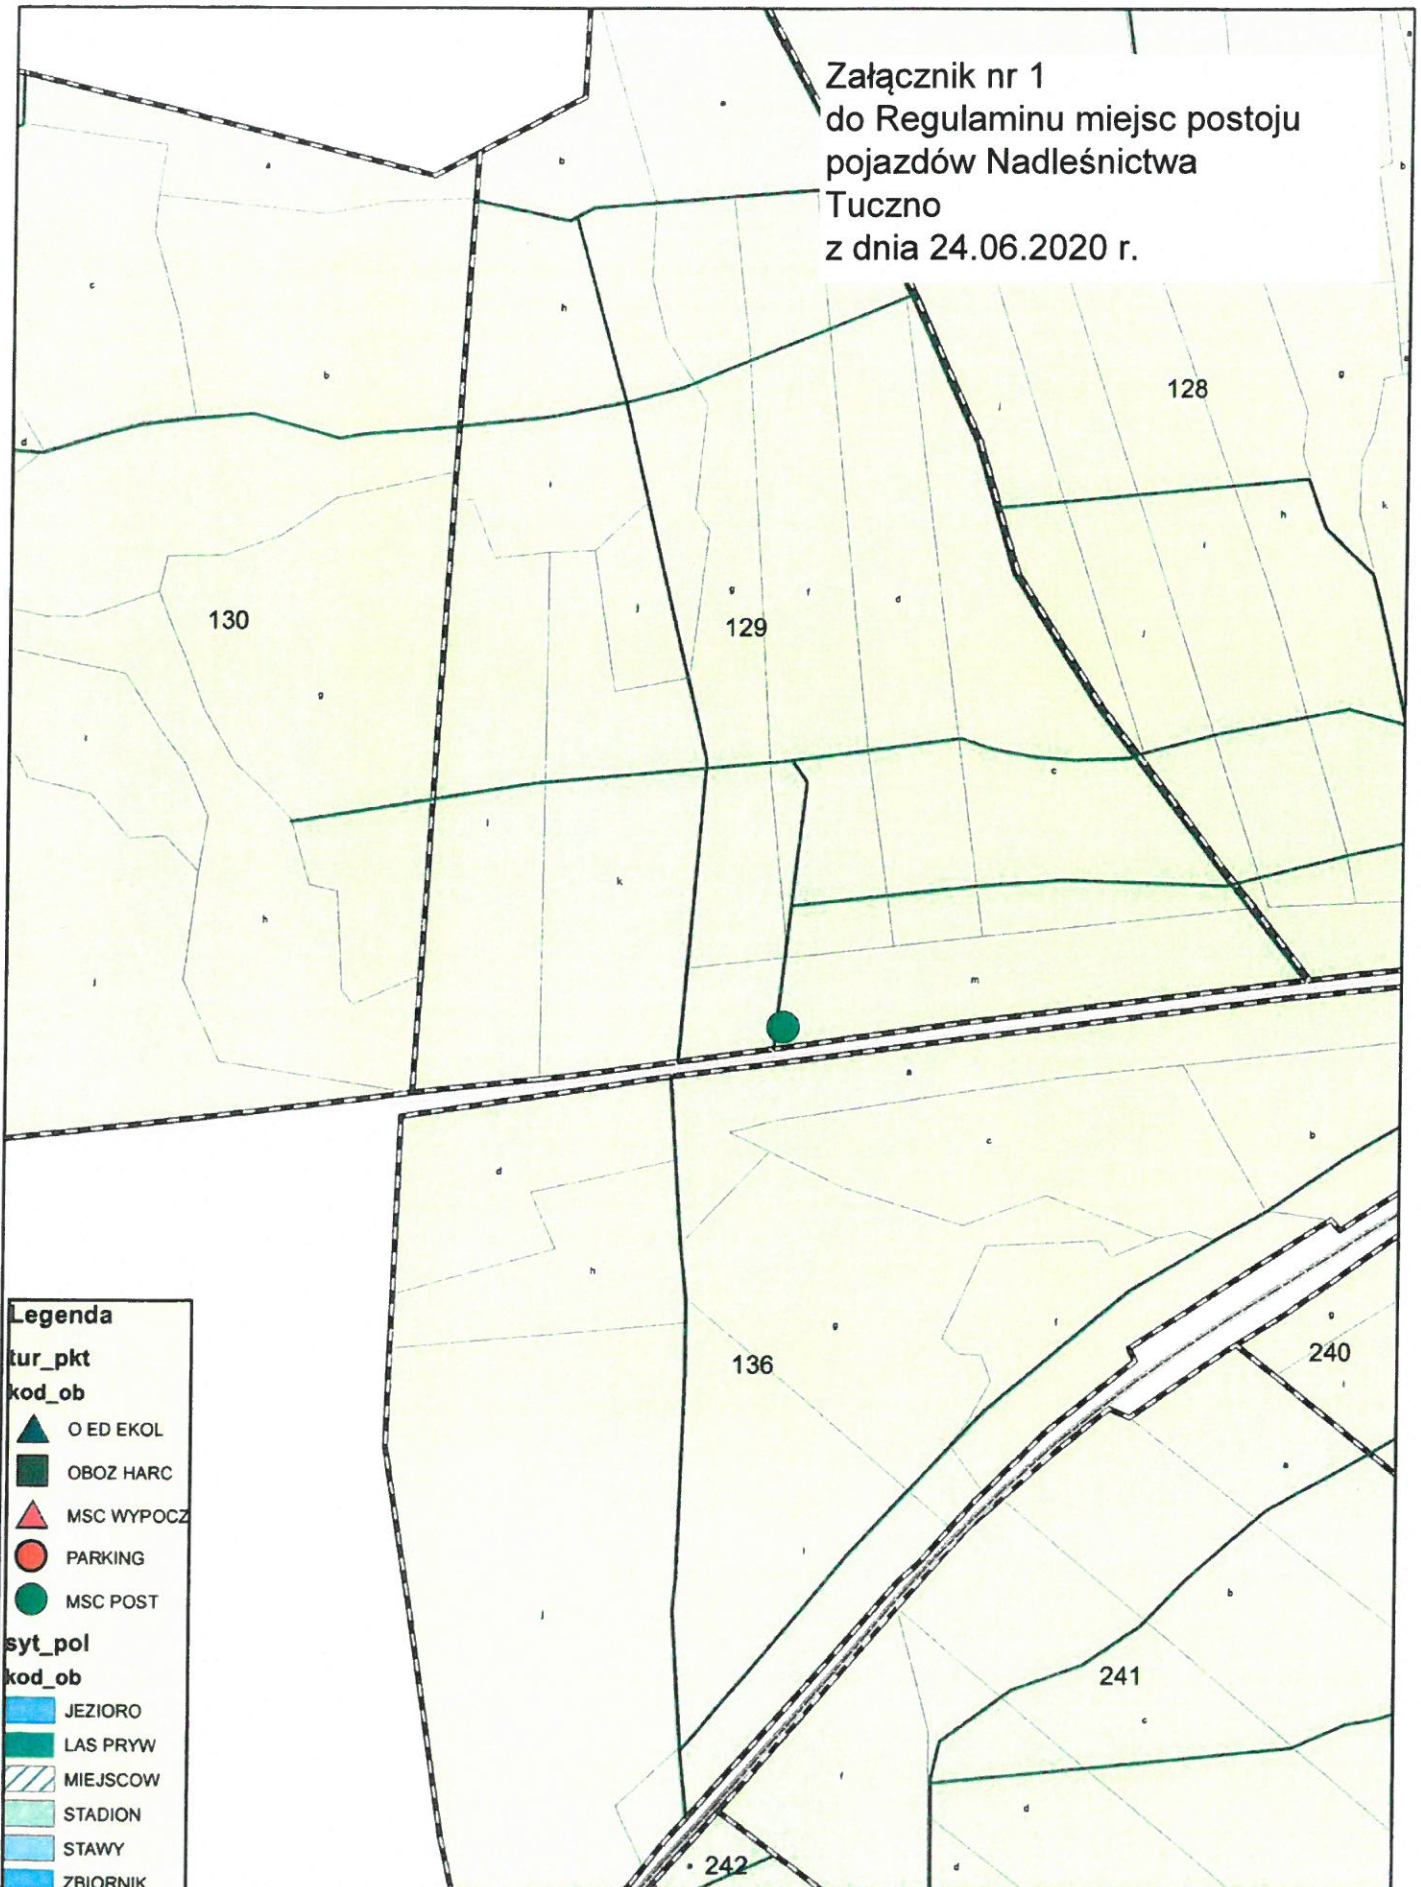 Załącznik nr 1
do Regulaminu miejsc postoju
pojazdów Nadleśnictwa
Tuczno
z dnia 24.06.2020 r.
128
130
129
136
240
241
242
Legenda
tur_pkt
kod_ob
O ED EKOL
OBOZ HARC
MSC WYPOCZ
PARKING
MSC POST
syt_pol
kod_ob
JEZIORO
LAS PRYW
MIEJSCOW
STADION
STAWY
ZBIORNIK